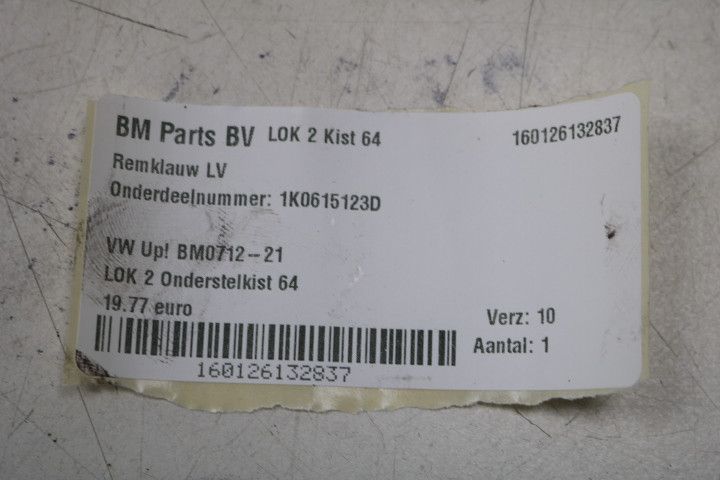 BM Parts BV LOK 2 Kist 64 160126132837
Remklauw LV
Onderdeelnummer: 1K0615123D
VW Up! BM0712--21
LOK 2 Onderstelkist 64
19.77 euro
Verz: 10
Aantal: 1
160126132837